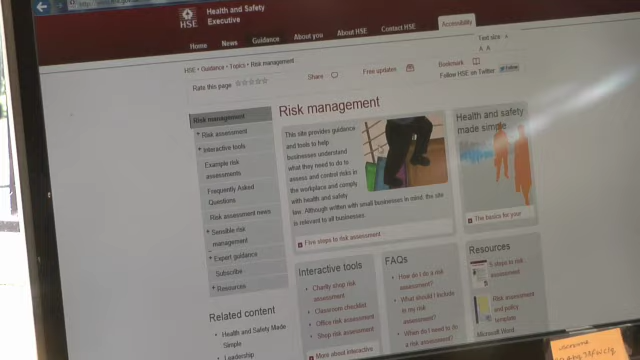 HSE
Health and Safety
Executive
Home News Guidance About you About HSE Contact HSE Accessibility
Text size
A A
HSE Guidance Topics Risk management
Rate this page Share Free updates Bookmark
Follow HSE on Twitter Follow
Risk management
Risk assessment
Interactive tools
Example risk
assessments
Frequently Asked
Questions
Risk assessment news
Sensible risk
management
Expert guidance
Subscribe
Resources
Related content
Health and Safety Made
Simple
Leadership
Risk management
This site provides guidance
and tools to help
businesses understand
what they need to do to
assess and control risks in
the workplace and comply
with health and safety
law. Although written with small businesses in mind, the site
is relevant to all businesses.
Five steps to risk assessment
Health and safety
made simple
The basics for your
Interactive tools
Charity shop risk
assessment
Classroom checklist
Office risk assessment
Shop risk assessment
More about interactive
FAQs
How do I do a risk
assessment?
What should I include
in my risk
assessment?
When do I need to do
a risk assessment
Resources
5 steps to risk
assessment
Risk assessment
and policy
template
Microsoft Word
username